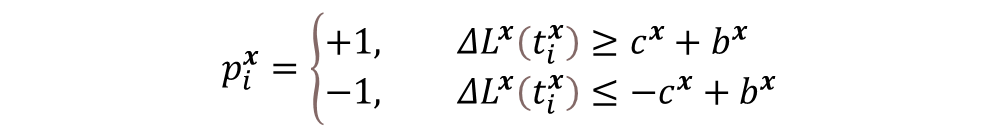 p_i^x = { +1, ΔL^x(t_i^x) ≥ c^x + b^x
−1, ΔL^x(t_i^x) ≤ −c^x + b^x